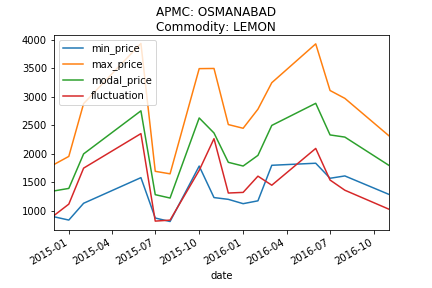 APMC: OSMANABAD
Commodity: LEMON
4000
3500
3000
2500
2000
1500
1000
min_price
max_price
modal_price
fluctuation
2015-01
2015-04
2015-07
2015-10
2016-01
2016-04
2016-07
2016-10
date